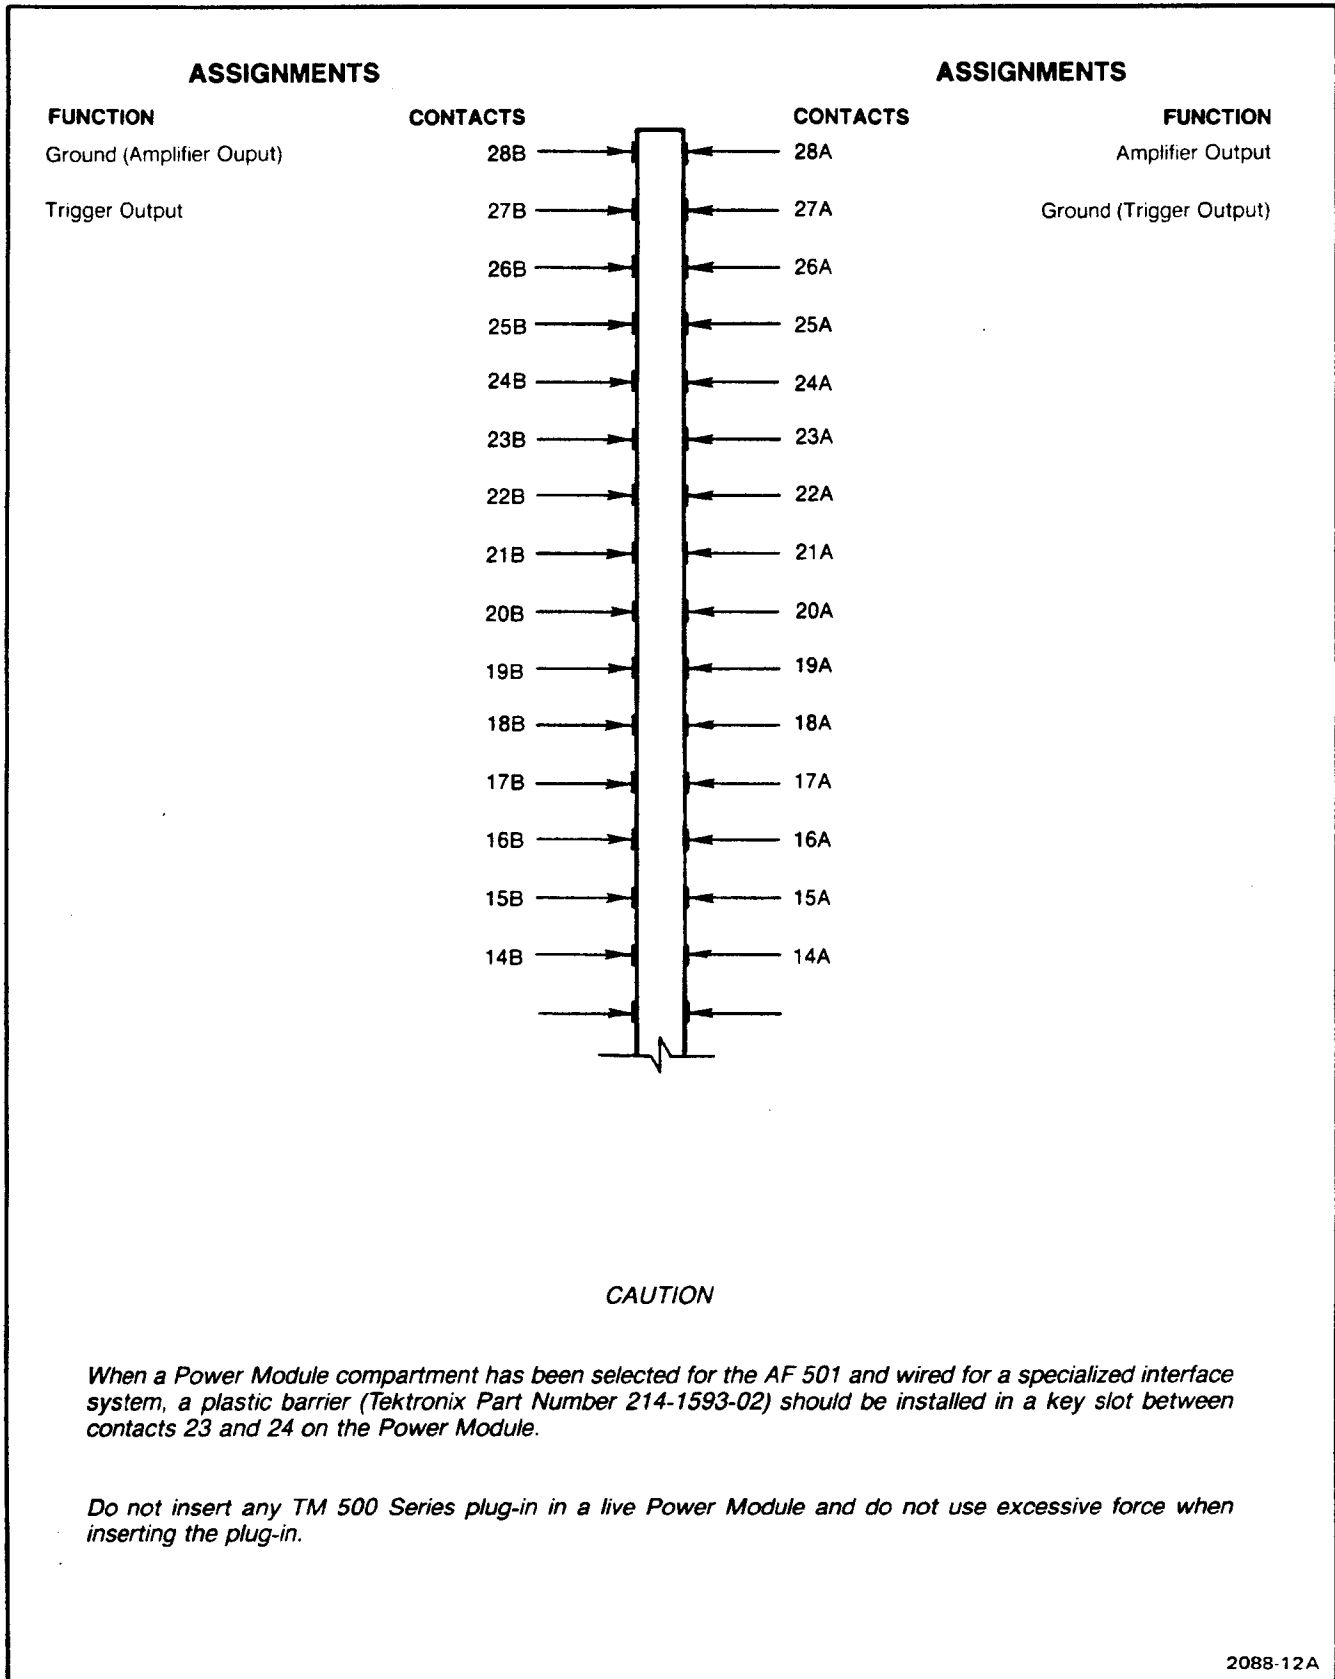 ASSIGNMENTS ASSIGNMENTS
FUNCTION CONTACTS CONTACTS FUNCTION
Ground (Amplifier Ouput) 28B 28A Amplifier Output
Trigger Output 27B 27A Ground (Trigger Output)
26B 26A
25B 25A
24B 24A
23B 23A
22B 22A
21B 21A
20B 20A
19B 19A
18B 18A
17B 17A
16B 16A
15B 15A
14B 14A
CAUTION
When a Power Module compartment has been selected for the AF 501 and wired for a specialized interface
system, a plastic barrier (Tektronix Part Number 214-1593-02) should be installed in a key slot between
contacts 23 and 24 on the Power Module.
Do not insert any TM 500 Series plug-in in a live Power Module and do not use excessive force when
inserting the plug-in.
2088-12A